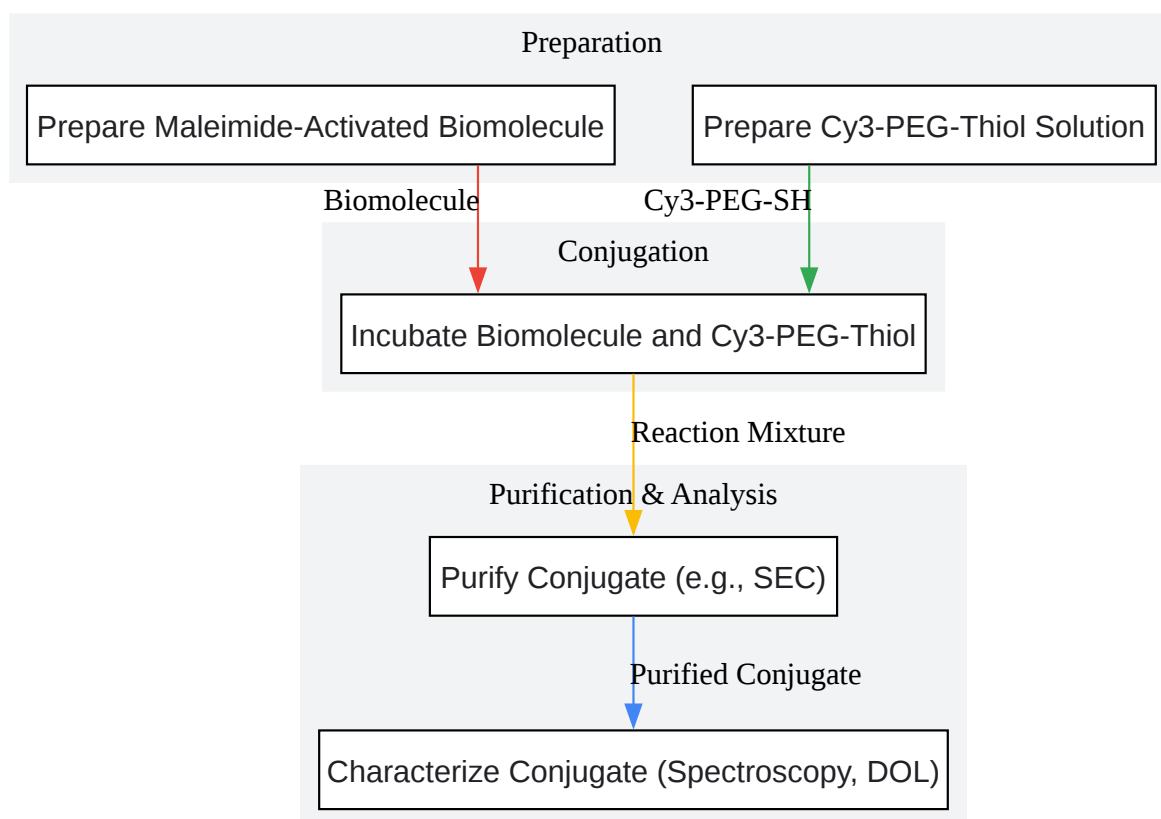 Preparation
Prepare Maleimide-Activated Biomolecule
Prepare Cy3-PEG-Thiol Solution
Biomolecule
Cy3-PEG-SH
Conjugation
Incubate Biomolecule and Cy3-PEG-Thiol
Reaction Mixture
Purification & Analysis
Purify Conjugate (e.g., SEC)
Purified Conjugate
Characterize Conjugate (Spectroscopy, DOL)